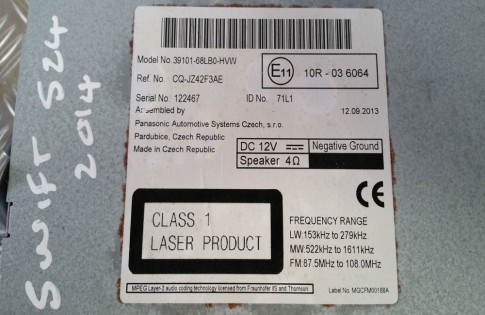 Swift S24
2014
Model No.39101-68LB0-HVW
Ref. No. CQ-JZ42F3AE
E11 10R - 03 6064
Serial No. 122467 ID No. 71L1
Assembled by 12.09.2013
Panasonic Automotive Systems Czech, s.r.o.
Pardubice, Czech Republic
Made in Czech Republic
DC 12V Negative Ground
Speaker 4Ω
CE
CLASS 1
LASER PRODUCT
FREQUENCY RANGE
LW:153kHz to 279kHz
MW:522kHz to 1611kHz
FM:87.5MHz to 108.0MHz
MPEG Layer-3 audio coding technology licensed from Fraunhofer IIS and Thomson.
Label No. MGCFM00188A